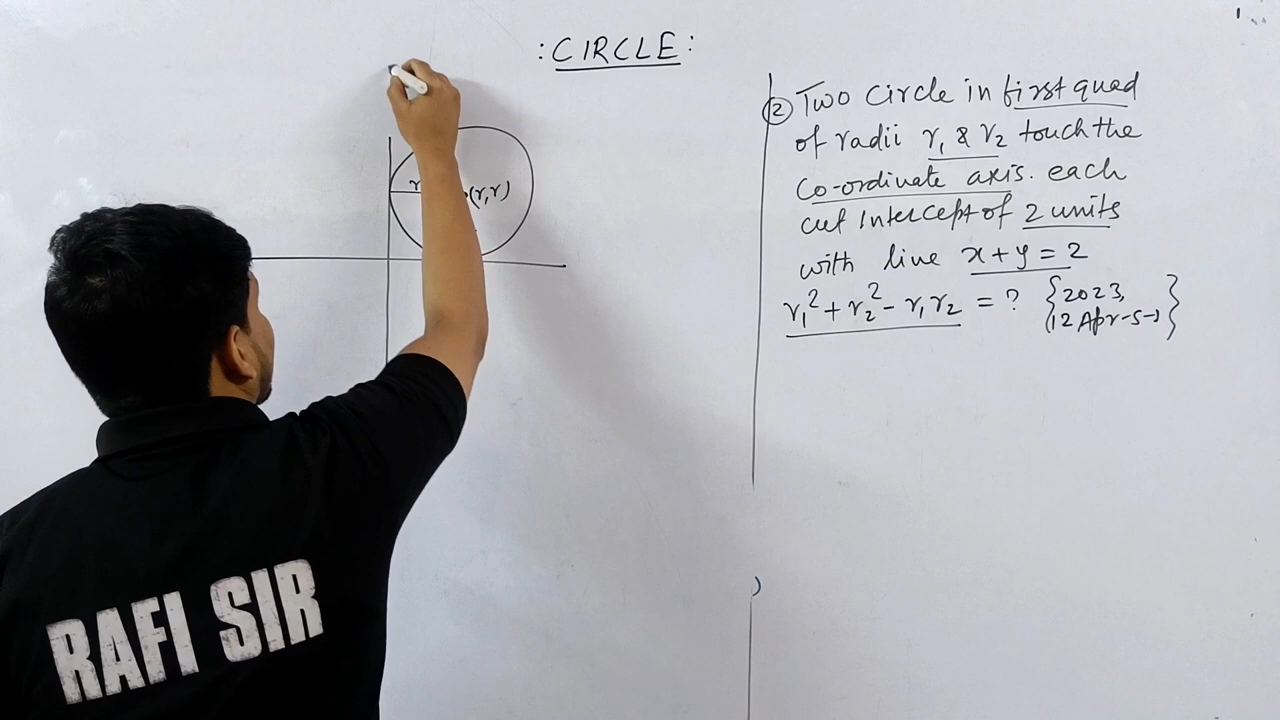 : CIRCLE :
r
(r,r)
② Two circle in first quad
of radii r₁ & r₂ touch the
co-ordinate axis. each
cut Intercept of 2 units
with line x+y=2
r₁²+r₂²-r₁r₂ = ? {2023,
12 Apr-S-1}
RAFI SIR